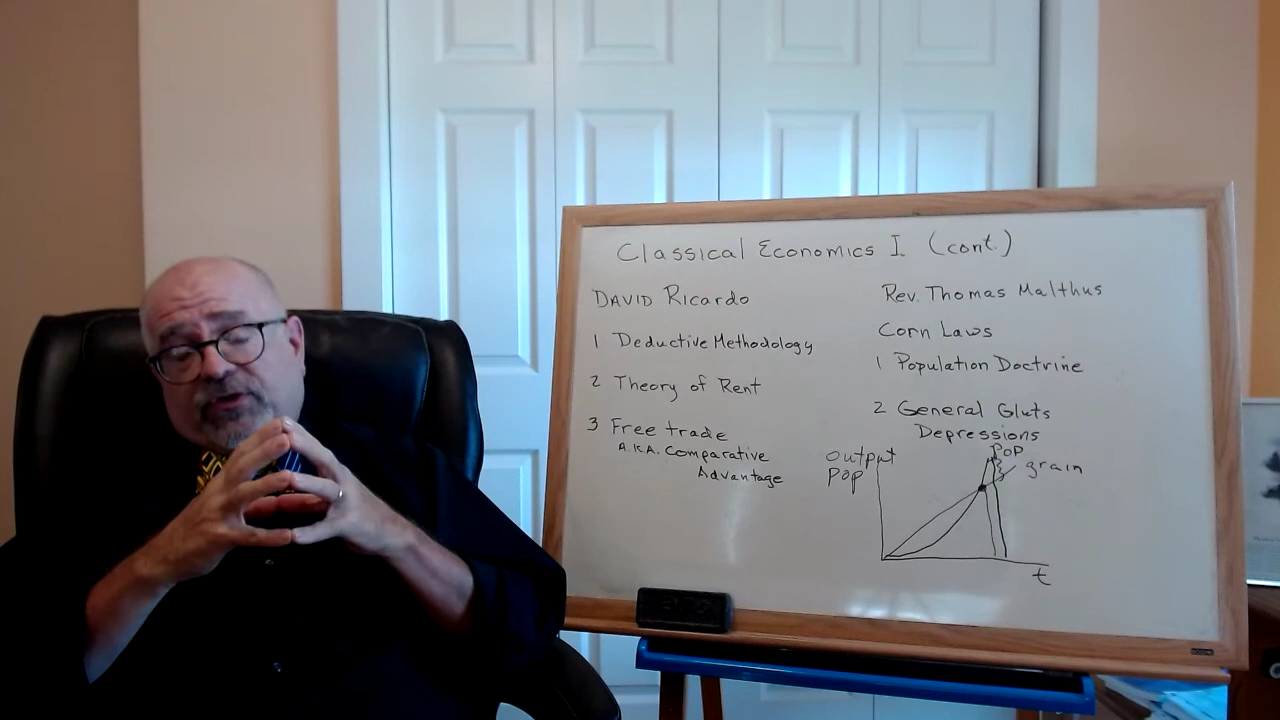 Classical Economics I (cont.)
DAVID Ricardo
1 Deductive Methodology
2 Theory of Rent
3 Free trade
A.K.A. Comparative
Advantage
Rev. Thomas Malthus
Corn Laws
1 Population Doctrine
2 General Gluts
Depressions
Output
Pop
POP
grain
t